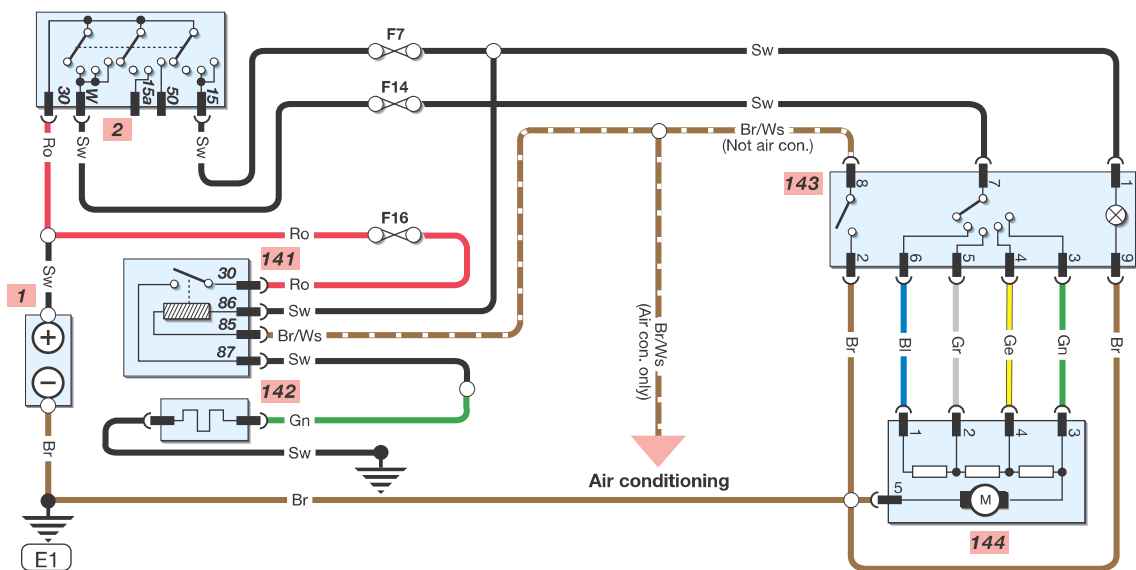 F7
Sw
30
W
15a
50
15
2
F14
Sw
Ro
Sw
Sw
Br/Ws
(Not air con.)
143
8
7
1
F16
Ro
141
Sw
30
Ro
86
Sw
85
Br/Ws
87
Sw
1
+
−
2
6
5
4
3
9
Br/Ws
(Air con. only)
Br
Bl
Gr
Ge
Gn
Br
142
Gn
Sw
Br
1
2
4
3
Air conditioning
Br
5
M
144
E1